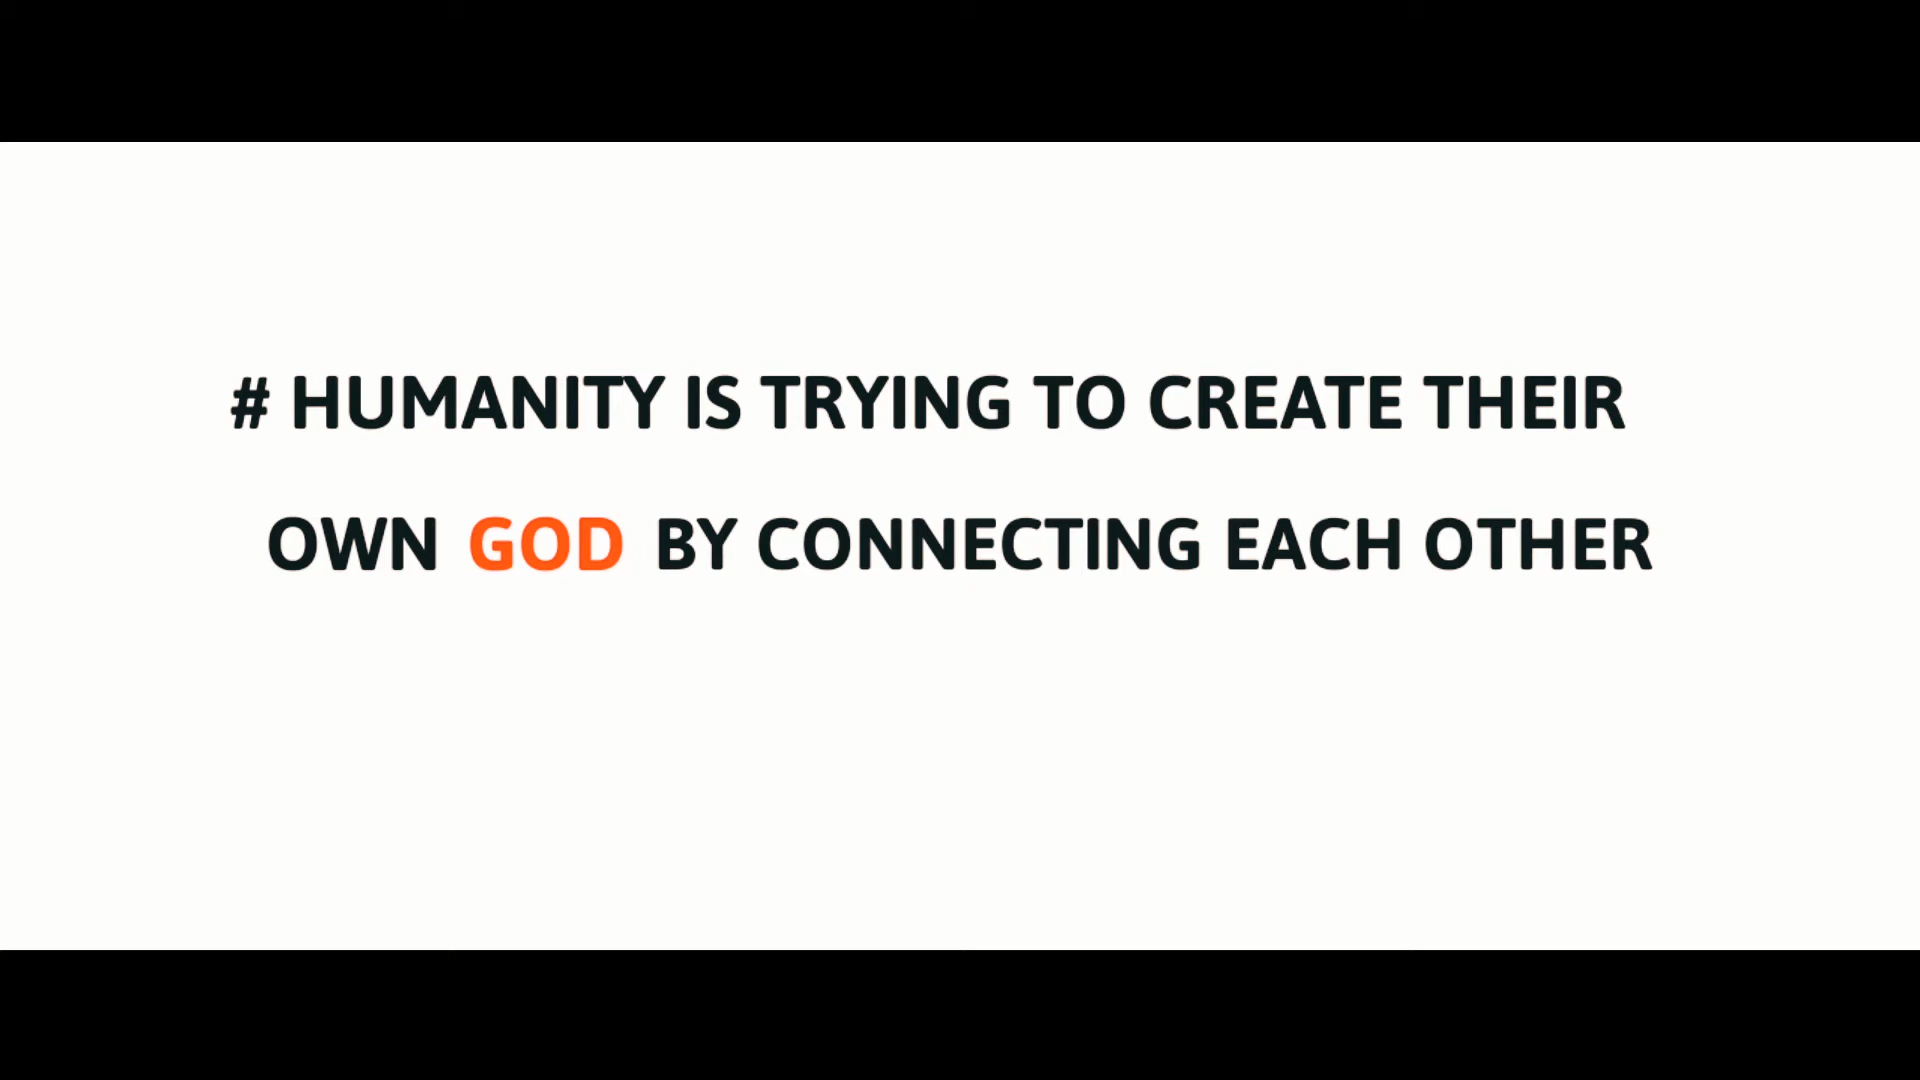 # HUMANITY IS TRYING TO CREATE THEIR
OWN GOD BY CONNECTING EACH OTHER